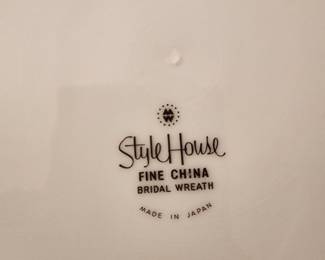 Style House
FINE CHINA
BRIDAL WREATH
MADE IN JAPAN